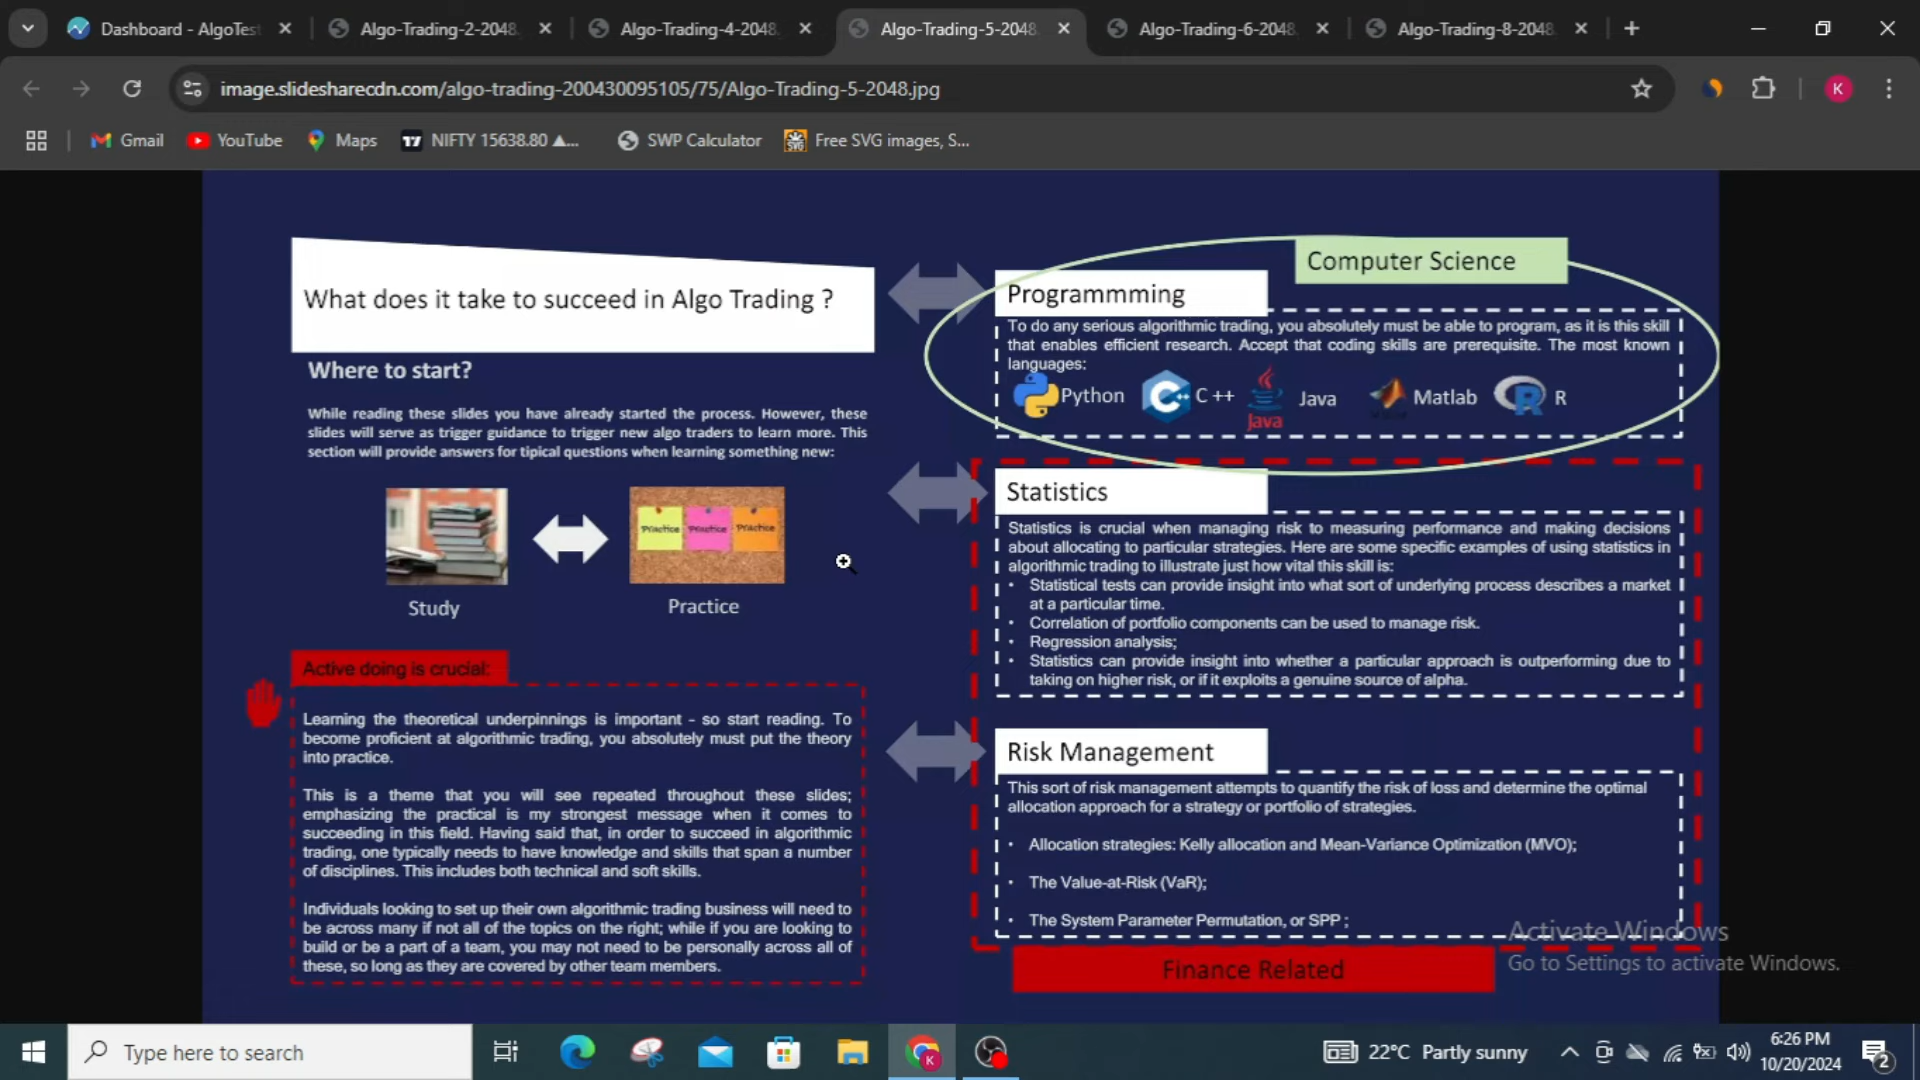 Dashboard - AlgoTest
Algo-Trading-2-2048.
Algo-Trading-4-2048.
Algo-Trading-5-2048.
Algo-Trading-6-2048.
Algo-Trading-8-2048.
image.slidesharecdn.com/algo-trading-200430095105/75/Algo-Trading-5-2048.jpg
K
Gmail
YouTube
Maps
NIFTY 15638.80 ▲...
SWP Calculator
Free SVG images, S...
What does it take to succeed in Algo Trading ?
Where to start?
While reading these slides you have already started the process. However, these
slides will serve as trigger guidance to trigger new algo traders to learn more. This
section will provide answers for tipical questions when learning something new:
Practice Practice Practice
Study
Practice
Active doing is crucial:
Learning the theoretical underpinnings is important - so start reading. To
become proficient at algorithmic trading, you absolutely must put the theory
into practice.
This is a theme that you will see repeated throughout these slides;
emphasizing the practical is my strongest message when it comes to
succeeding in this field. Having said that, in order to succeed in algorithmic
trading, one typically needs to have knowledge and skills that span a number
of disciplines. This includes both technical and soft skills.
Individuals looking to set up their own algorithmic trading business will need to
be across many if not all of the topics on the right; while if you are looking to
build or be a part of a team, you may not need to be personally across all of
these, so long as they are covered by other team members.
Computer Science
Programmming
To do any serious algorithmic trading, you absolutely must be able to program, as it is this skill
that enables efficient research. Accept that coding skills are prerequisite. The most known
languages:
Python
C ++
Java
Java
Matlab
R
Statistics
Statistics is crucial when managing risk to measuring performance and making decisions
about allocating to particular strategies. Here are some specific examples of using statistics in
algorithmic trading to illustrate just how vital this skill is:
• Statistical tests can provide insight into what sort of underlying process describes a market
at a particular time.
• Correlation of portfolio components can be used to manage risk.
• Regression analysis;
• Statistics can provide insight into whether a particular approach is outperforming due to
taking on higher risk, or if it exploits a genuine source of alpha.
Risk Management
This sort of risk management attempts to quantify the risk of loss and determine the optimal
allocation approach for a strategy or portfolio of strategies.
• Allocation strategies: Kelly allocation and Mean-Variance Optimization (MVO);
• The Value-at-Risk (VaR);
• The System Parameter Permutation, or SPP ;
Finance Related
Activate Windows
Go to Settings to activate Windows.
Type here to search
K
22°C Partly sunny
6:26 PM
10/20/2024
2